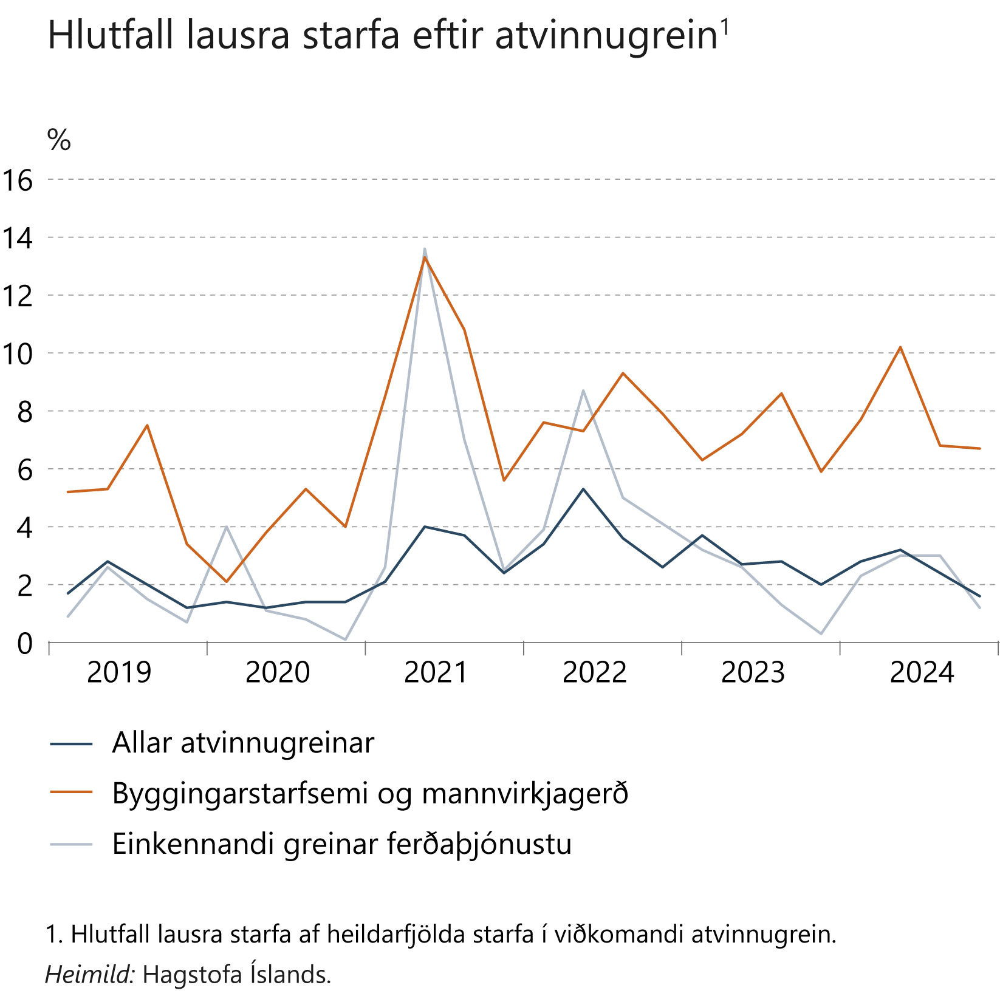 Hlutfall lausra starfa eftir atvinnugrein¹
%
16
14
12
10
8
6
4
2
0
2019 2020 2021 2022 2023 2024
Allar atvinnugreinar
Byggingarstarfsemi og mannvirkjagerð
Einkennandi greinar ferðaþjónustu
1. Hlutfall lausra starfa af heildarfjölda starfa í viðkomandi atvinnugrein.
Heimild: Hagstofa Íslands.